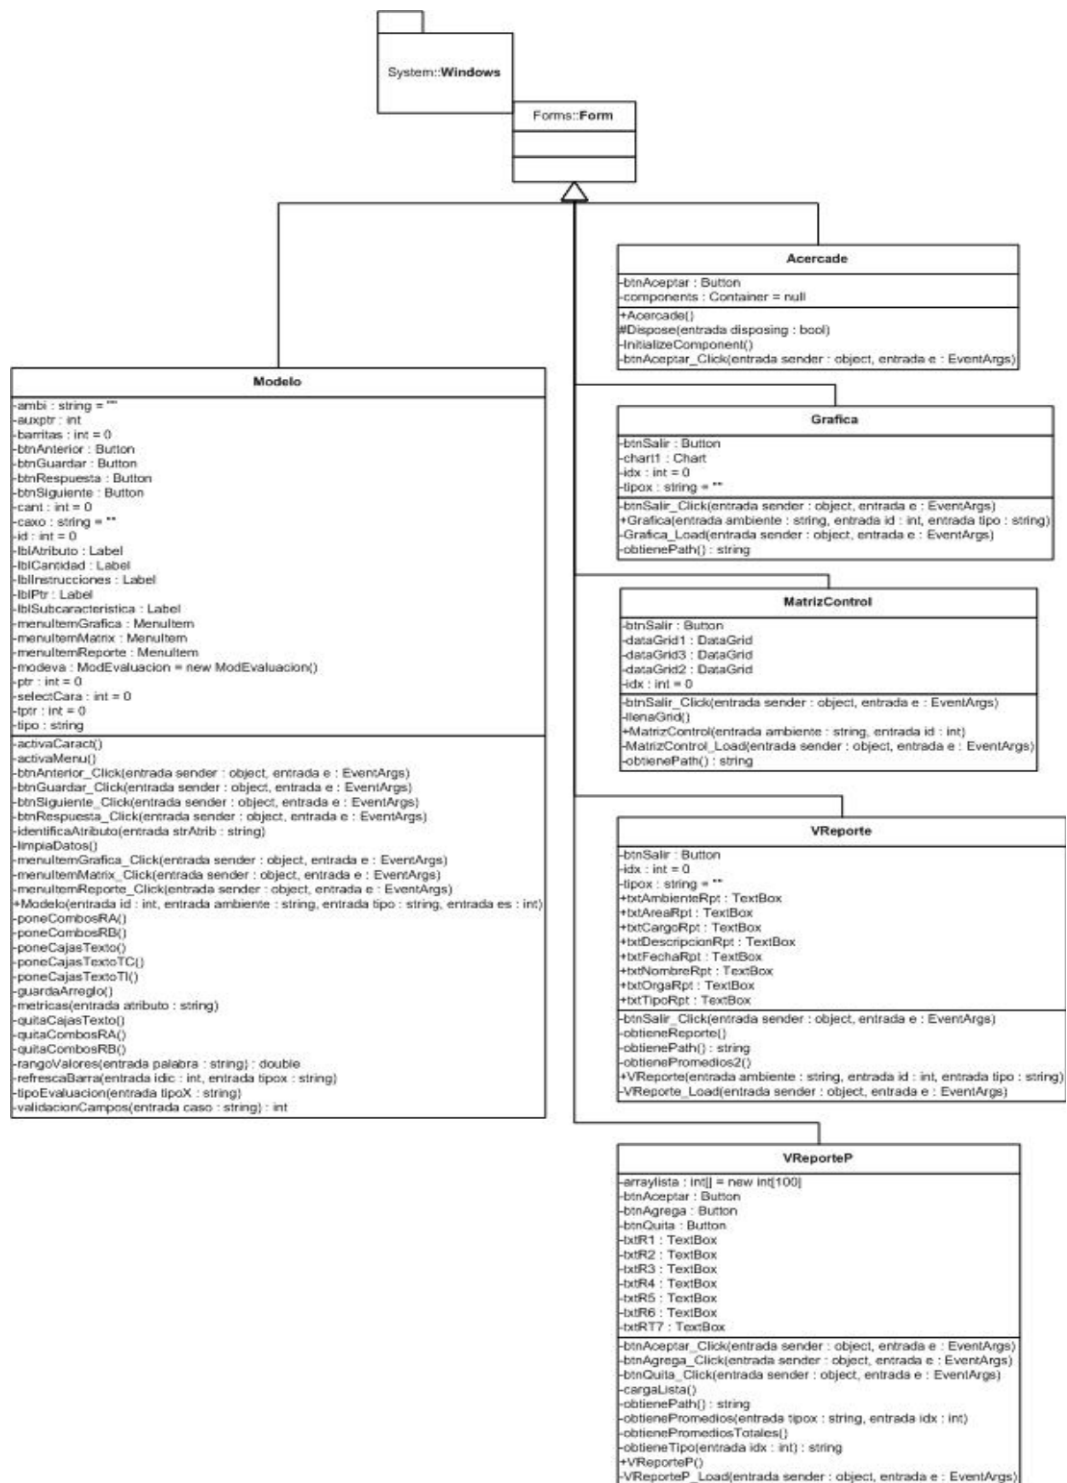 System::Windows
Forms::Form
Acercade
-btnAceptar : Button
-components : Container = null
+Acercade()
#Dispose(entrada disposing : bool)
-InitializeComponent()
-btnAceptar_Click(entrada sender : object, entrada e : EventArgs)
Modelo
-ambi : string = ""
-auxptr : int
-barritas : int = 0
-btnAnterior : Button
-btnGuardar : Button
-btnRespuesta : Button
-btnSiguiente : Button
-cant : int = 0
-caxo : string = ""
-id : int = 0
-lblAtributo : Label
-lblCantidad : Label
-lblInstrucciones : Label
-lblPtr : Label
-lblSubcaracteristica : Label
-menuItemGrafica : MenuItem
-menuItemMatrix : MenuItem
-menuItemReporte : MenuItem
-modeva : ModEvaluacion = new ModEvaluacion()
-ptr : int = 0
-selectCara : int = 0
-tptr : int = 0
-tipo : string
-activaCaract()
-activaMenu()
-btnAnterior_Click(entrada sender : object, entrada e : EventArgs)
-btnGuardar_Click(entrada sender : object, entrada e : EventArgs)
-btnSiguiente_Click(entrada sender : object, entrada e : EventArgs)
-btnRespuesta_Click(entrada sender : object, entrada e : EventArgs)
-identificaAtributo(entrada strAtrib : string)
-limpiaDatos()
-menuItemGrafica_Click(entrada sender : object, entrada e : EventArgs)
-menuItemMatrix_Click(entrada sender : object, entrada e : EventArgs)
-menuItemReporte_Click(entrada sender : object, entrada e : EventArgs)
+Modelo(entrada id : int, entrada ambiente : string, entrada tipo : string, entrada es : int)
-poneCombosRA()
-poneCombosRB()
-poneCajasTexto()
-poneCajasTextoTC()
-poneCajasTextoTI()
-guardaArreglo()
-metricas(entrada atributo : string)
-quitaCajasTexto()
-quitaCombosRA()
-quitaCombosRB()
-rangoValores(entrada palabra : string) : double
-refrescaBarra(entrada idic : int, entrada tipox : string)
-tipoEvaluacion(entrada tipoX : string)
-validacionCampos(entrada caso : string) : int
Grafica
-btnSalir : Button
-chart1 : Chart
-idx : int = 0
-tipox : string = ""
-btnSalir_Click(entrada sender : object, entrada e : EventArgs)
+Grafica(entrada ambiente : string, entrada id : int, entrada tipo : string)
-Grafica_Load(entrada sender : object, entrada e : EventArgs)
-obtienePath() : string
MatrizControl
-btnSalir : Button
-dataGrid1 : DataGrid
-dataGrid3 : DataGrid
-dataGrid2 : DataGrid
-idx : int = 0
-btnSalir_Click(entrada sender : object, entrada e : EventArgs)
-llenaGrid()
+MatrizControl(entrada ambiente : string, entrada id : int)
-MatrizControl_Load(entrada sender : object, entrada e : EventArgs)
-obtienePath() : string
VReporte
-btnSalir : Button
-idx : int = 0
-tipox : string = ""
+txtAmbienteRpt : TextBox
+txtAreaRpt : TextBox
+txtCargoRpt : TextBox
+txtDescripcionRpt : TextBox
+txtFechaRpt : TextBox
+txtNombreRpt : TextBox
+txtOrgaRpt : TextBox
+txtTipoRpt : TextBox
-btnSalir_Click(entrada sender : object, entrada e : EventArgs)
-obtieneReporte()
-obtienePath() : string
-obtienePromedios2()
+VReporte(entrada ambiente : string, entrada id : int, entrada tipo : string)
-VReporte_Load(entrada sender : object, entrada e : EventArgs)
VReporteP
-arraylista : int[] = new int[100]
-btnAceptar : Button
-btnAgrega : Button
-btnQuita : Button
-txtR1 : TextBox
-txtR2 : TextBox
-txtR3 : TextBox
-txtR4 : TextBox
-txtR5 : TextBox
-txtR6 : TextBox
-txtRT7 : TextBox
-btnAceptar_Click(entrada sender : object, entrada e : EventArgs)
-btnAgrega_Click(entrada sender : object, entrada e : EventArgs)
-btnQuita_Click(entrada sender : object, entrada e : EventArgs)
-cargaLista()
-obtienePath() : string
-obtienePromedios(entrada tipox : string, entrada idx : int)
-obtienePromediosTotales()
-obtieneTipo(entrada idx : int) : string
+VReporteP()
-VReporteP_Load(entrada sender : object, entrada e : EventArgs)